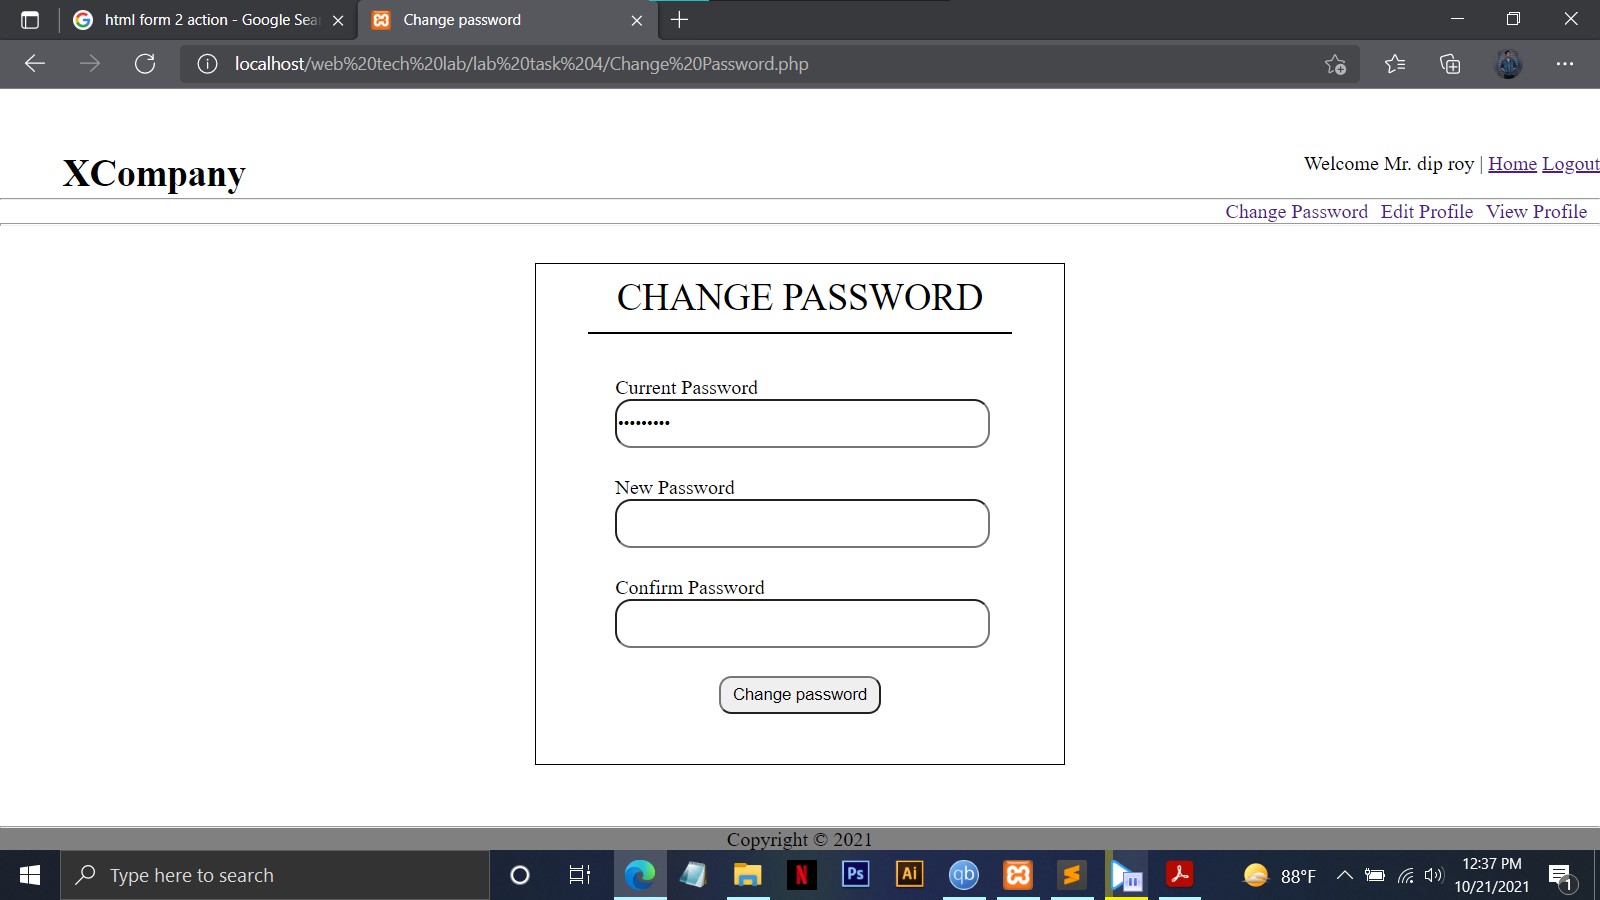 html form 2 action - Google Sea
Change password
localhost/web%20tech%20lab/lab%20task%204/Change%20Password.php
XCompany
Welcome Mr. dip roy | Home Logout
Change Password Edit Profile View Profile
CHANGE PASSWORD
Current Password
•••••••••
New Password
Confirm Password
Change password
Copyright © 2021
Type here to search
N
Ps
Ai
qb
88°F
12:37 PM
10/21/2021
1